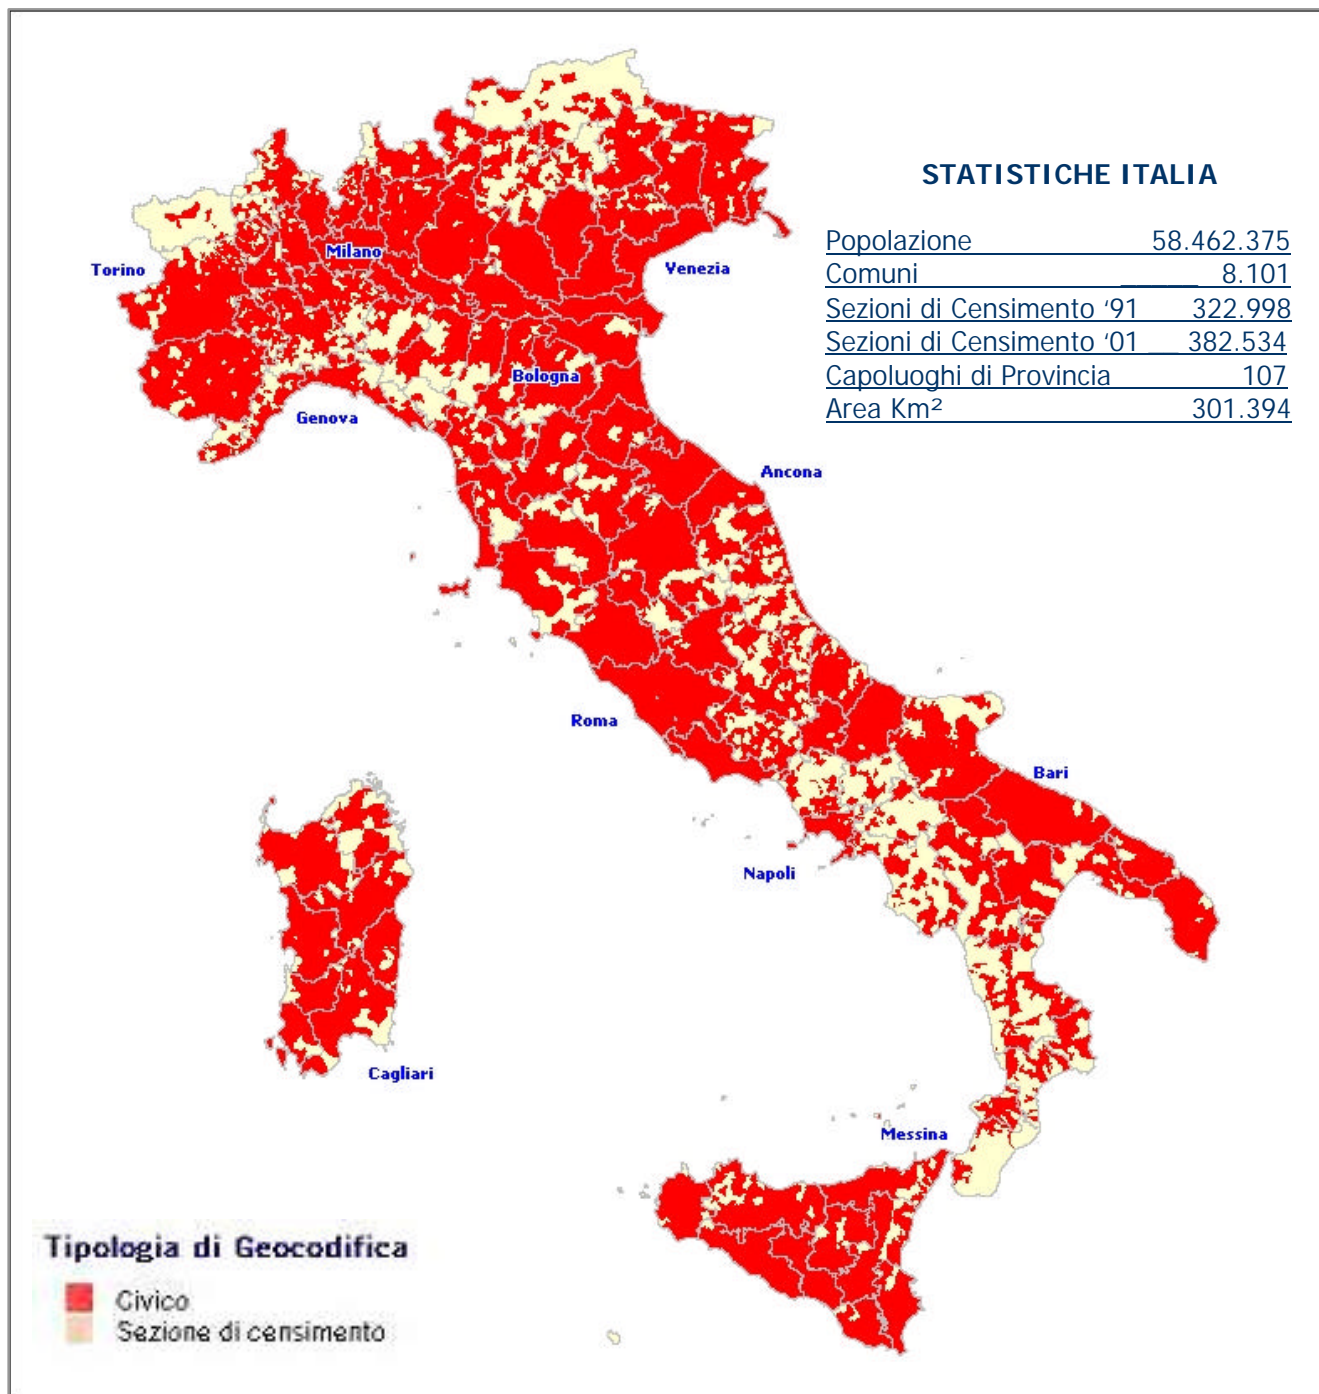 STATISTICHE ITALIA
Popolazione 58.462.375
Comuni ______ 8.101
Sezioni di Censimento ‘91 322.998
Sezioni di Censimento ‘01 __ 382.534
Capoluoghi di Provincia 107
Area Km² 301.394
Milano
Torino
Venezia
Bologna
Genova
Ancona
Roma
Bari
Napoli
Cagliari
Messina
Tipologia di Geocodifica
Civico
Sezione di censimento